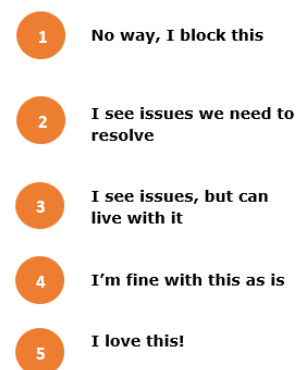 1 No way, I block this
2 I see issues we need to
resolve
3 I see issues, but can
live with it
4 I’m fine with this as is
5 I love this!